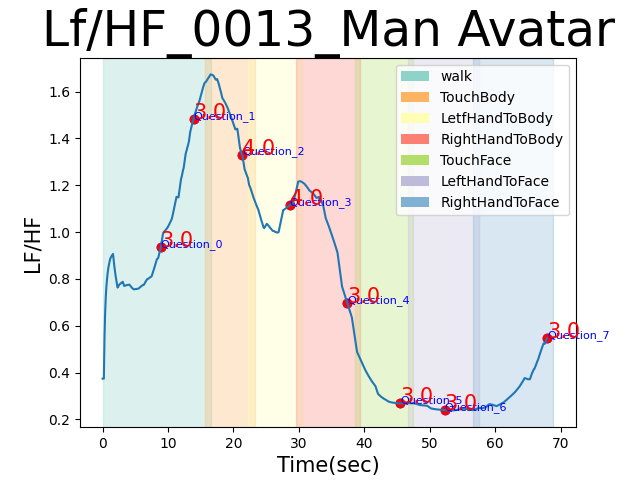 Lf/HF_0013_Man Avatar
walk
TouchBody
LetfHandToBody
RightHandToBody
TouchFace
LeftHandToFace
RightHandToFace
3.0
Question_1
4.0
Question_2
4.0
Question_3
3.0
Question_0
3.0
Question_4
3.0
Question_7
3.0
Question_5
3.0
Question_6
LF/HF
1.6
1.4
1.2
1.0
0.8
0.6
0.4
0.2
0 10 20 30 40 50 60 70
Time(sec)